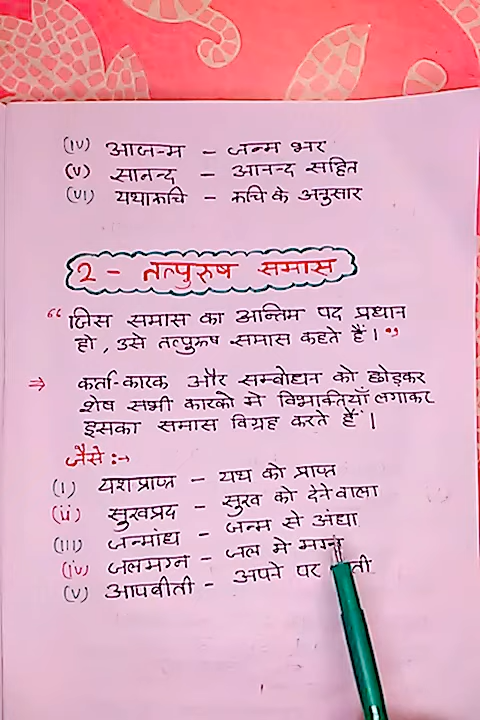 (iv) आजन्म - जन्म भर
(v) सानन्द - आनन्द सहित
(vi) यथारूचि - रूचि के अनुसार
2 - तत्पुरुष समास
"जिस समास का अन्तिम पद प्रधान
हो, उसे तत्पुरुष समास कहते हैं।"
⇒ कर्ता-कारक और सम्बोधन को छोड़कर
शेष सभी कारको मे विभक्तियाँ लगाकर
इसका समास विग्रह करते हैं।
जैसे :→
(i) यशप्राप्त - यश को प्राप्त
(ii) सुखप्रद - सुख को देने वाला
(iii) जन्मांध - जन्म से अंधा
(iv) जलमग्न - जल मे मग्न
(v) आपबीती - अपने पर